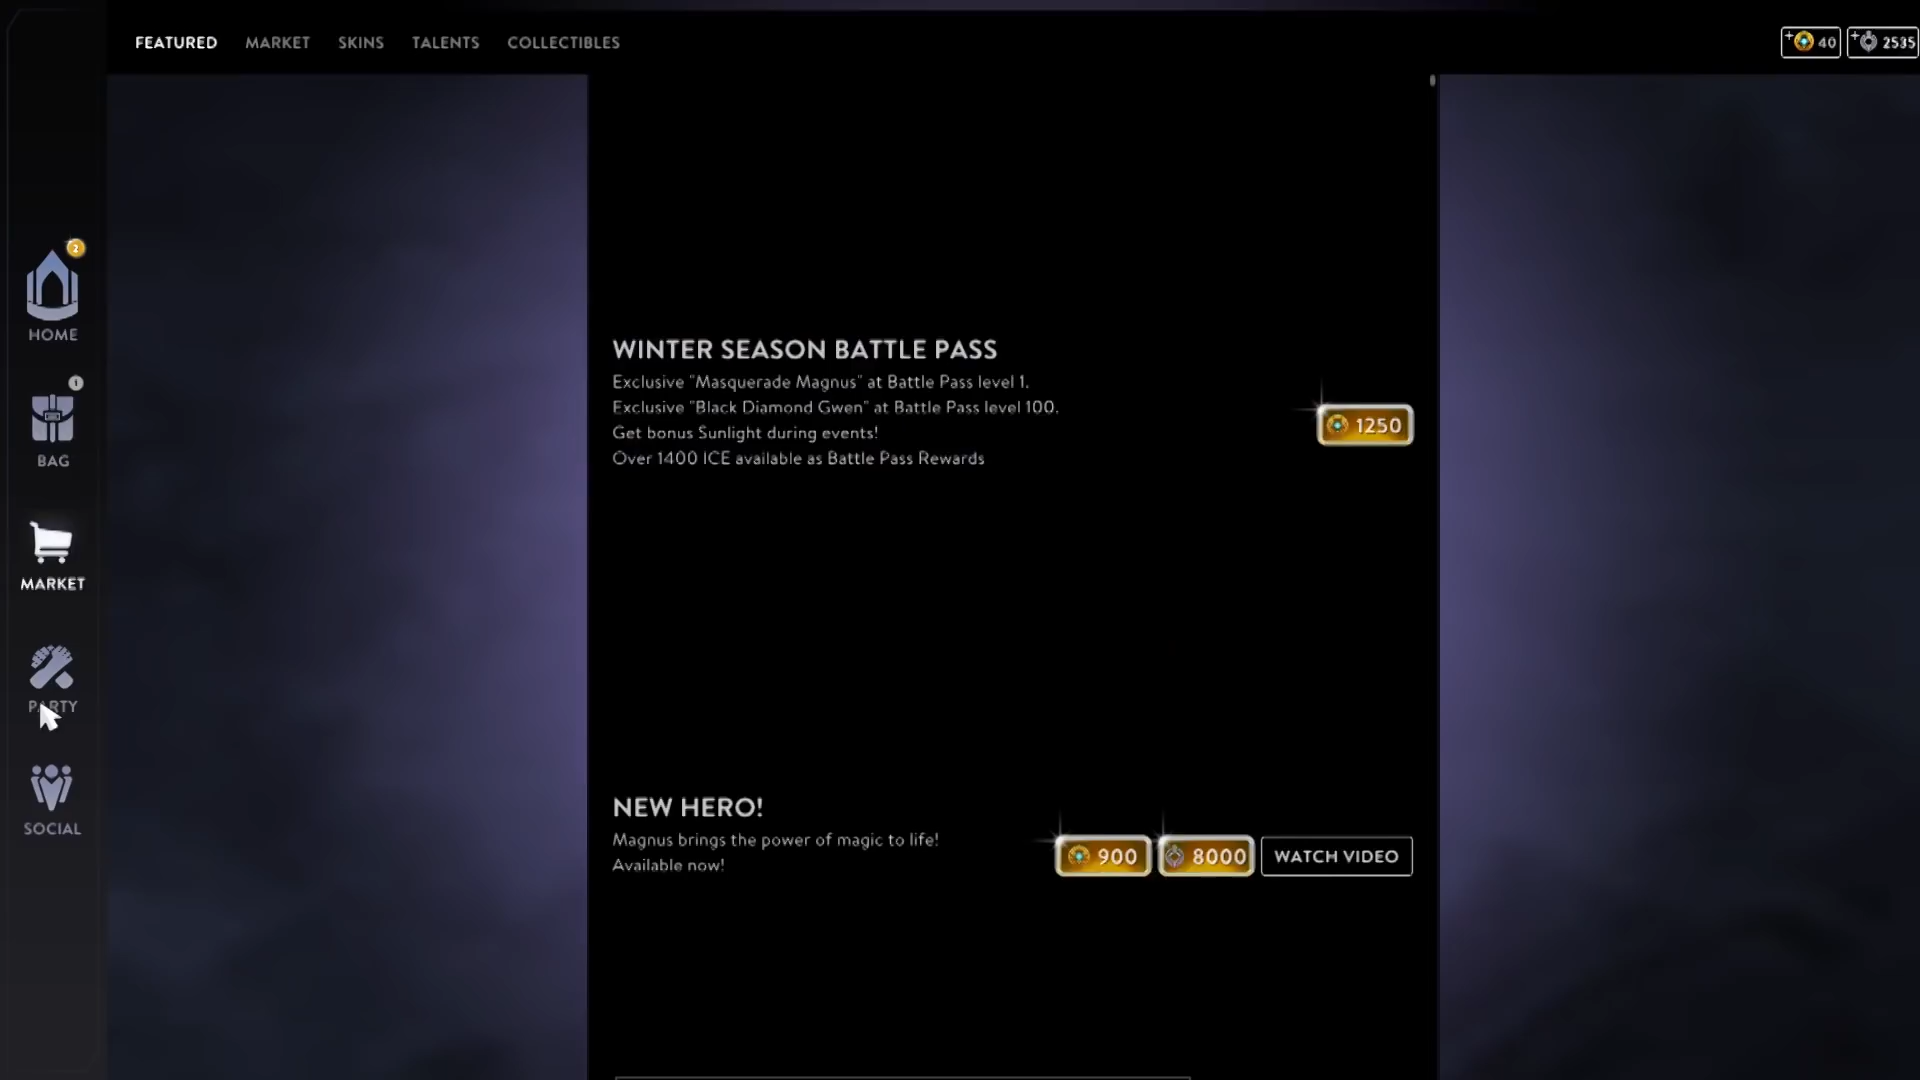 FEATURED MARKET SKINS TALENTS COLLECTIBLES
+ 40 + 2535
2
HOME
1
BAG
MARKET
PARTY
SOCIAL
WINTER SEASON BATTLE PASS
Exclusive "Masquerade Magnus" at Battle Pass level 1.
Exclusive "Black Diamond Gwen" at Battle Pass level 100.
Get bonus Sunlight during events!
Over 1400 ICE available as Battle Pass Rewards
1250
NEW HERO!
Magnus brings the power of magic to life!
Available now!
900 8000 WATCH VIDEO